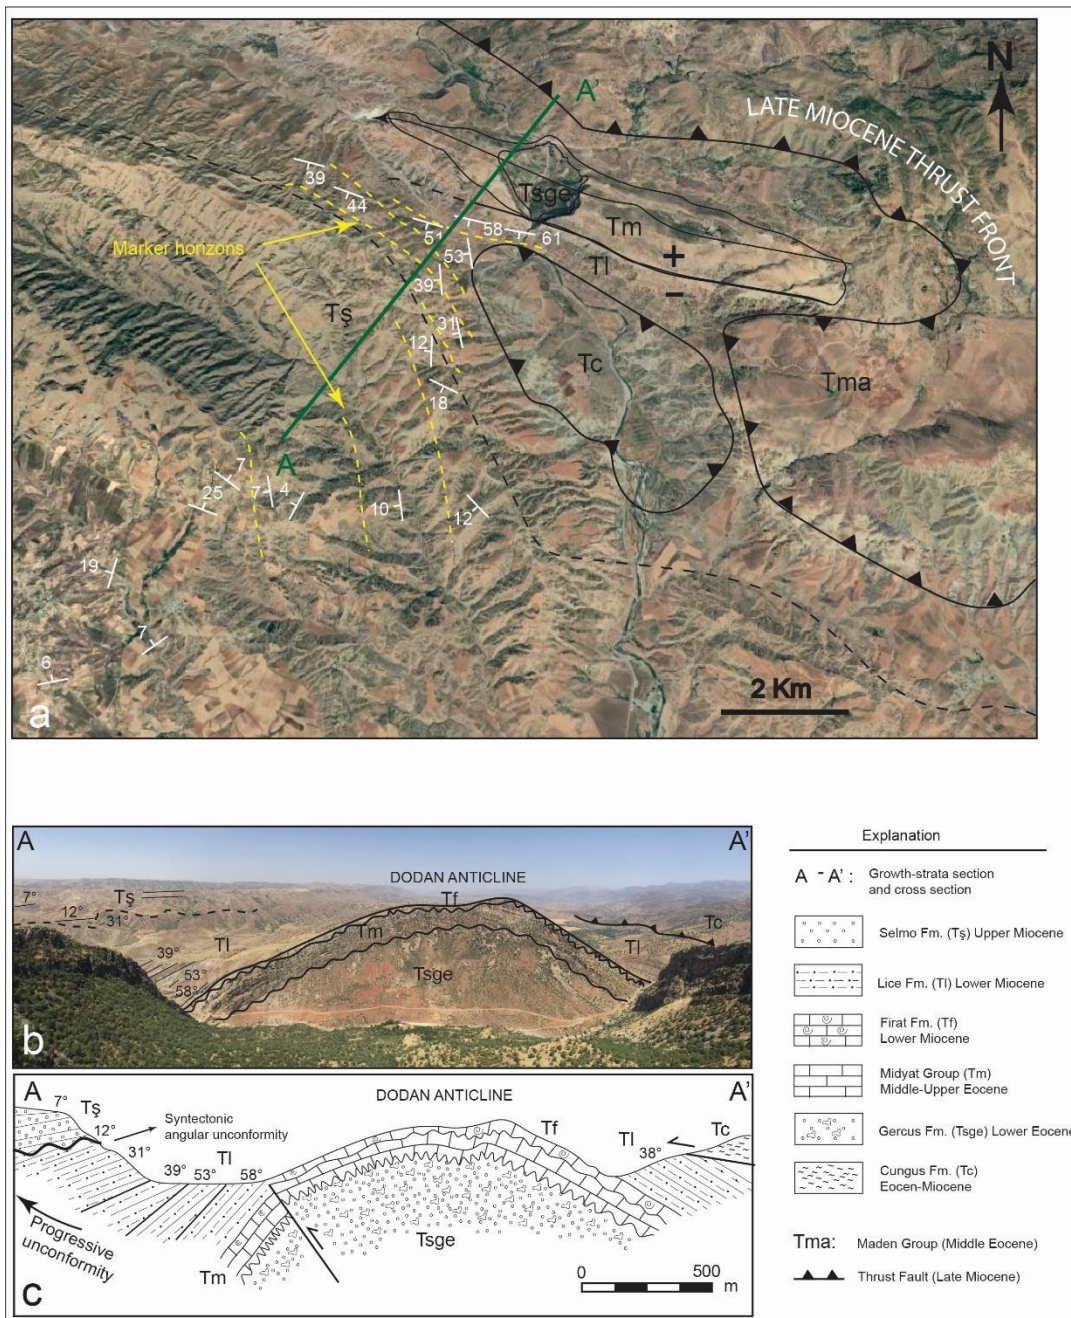 A'
N
LATE MIOCENE THRUST FRONT
39
44
Tsge
Marker horizons
51
58
61
Tm
53
Tl
+
39
−
Tş
31
12
Tc
Tma
18
A
7
25
7
4
10
12
19
7
6
2 Km
a
A
A'
DODAN ANTICLINE
Tş
Tf
7°
12°
31°
Tm
Tc
Tl
Tl
39°
53°
Tsge
58°
b
A
A'
DODAN ANTICLINE
7°
Tş
12°
Syntectonic
angular unconformity
Tf
Tl
Tc
31°
39°
53°
Tl
58°
38°
Progressive
unconformity
Tsge
Tm
0
500
m
c
Explanation
A - A' :
Growth-strata section
and cross section
Selmo Fm. (Tş) Upper Miocene
Lice Fm. (Tl) Lower Miocene
Firat Fm. (Tf)
Lower Miocene
Midyat Group (Tm)
Middle-Upper Eocene
Gercus Fm. (Tsge) Lower Eocene
Cungus Fm. (Tc)
Eocen-Miocene
Tma: Maden Group (Middle Eocene)
Thrust Fault (Late Miocene)